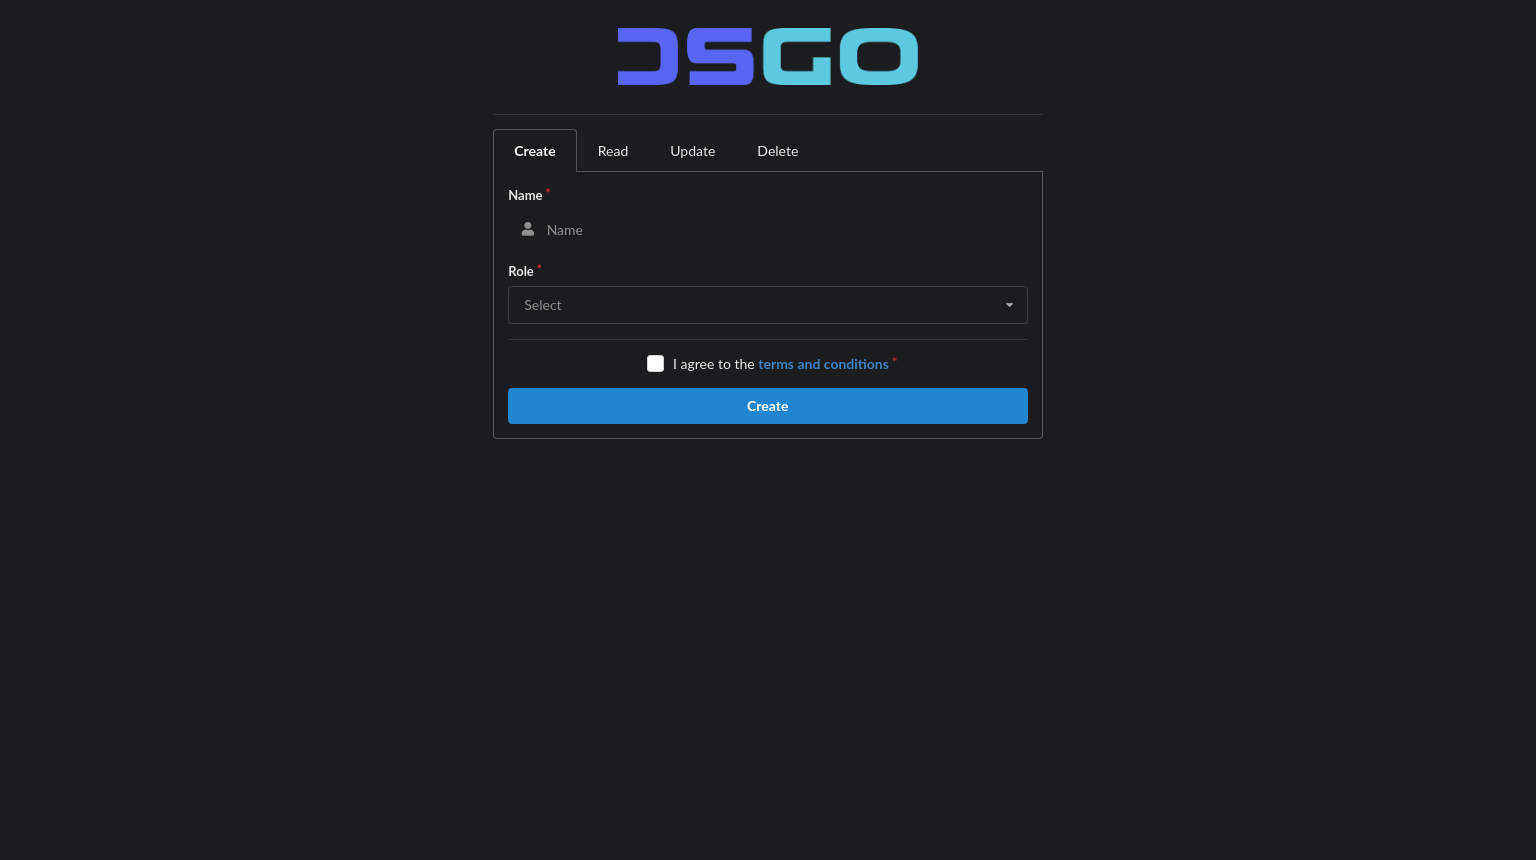 DSGO
Create Read Update Delete
Name *
Name
Role *
Select
I agree to the terms and conditions *
Create